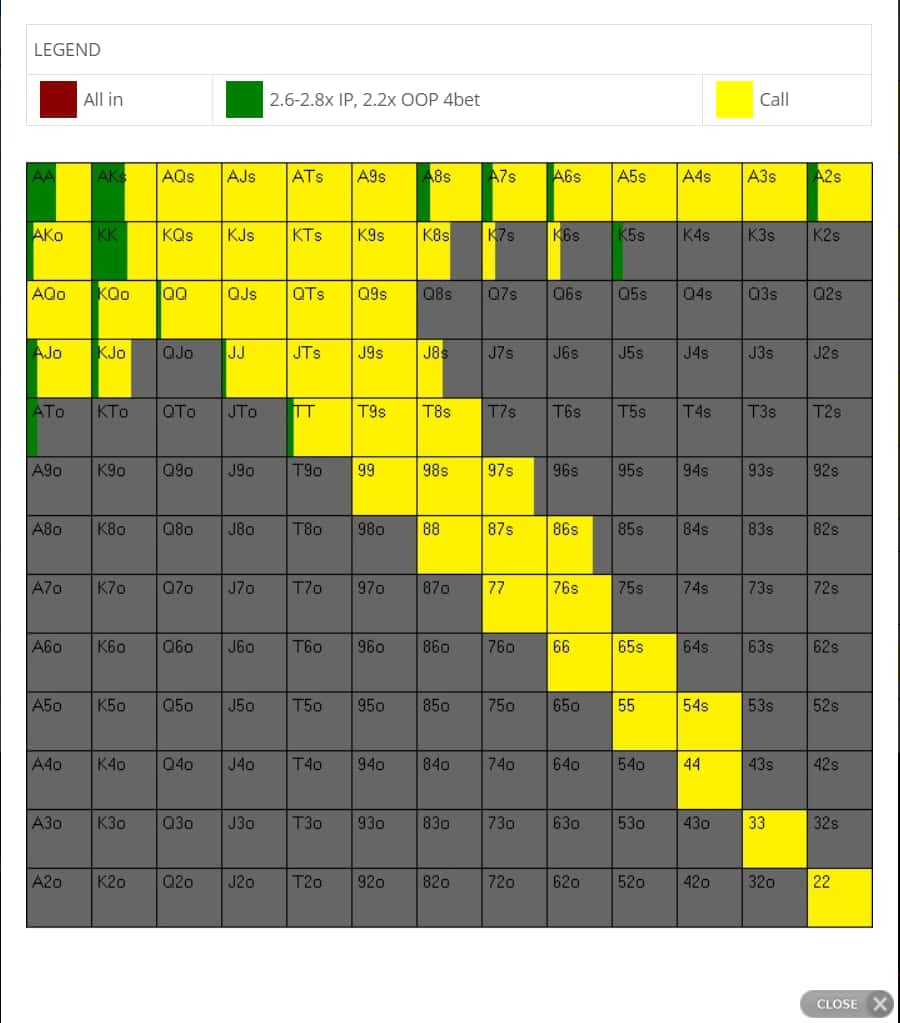 LEGEND
All in 2.6-2.8x IP, 2.2x OOP 4bet Call
AA AKs AQs AJs ATs A9s A8s A7s A6s A5s A4s A3s A2s
AKo KK KQs KJs KTs K9s K8s K7s K6s K5s K4s K3s K2s
AQo KQo QQ QJs QTs Q9s Q8s Q7s Q6s Q5s Q4s Q3s Q2s
AJo KJo QJo JJ JTs J9s J8s J7s J6s J5s J4s J3s J2s
ATo KTo QTo JTo TT T9s T8s T7s T6s T5s T4s T3s T2s
A9o K9o Q9o J9o T9o 99 98s 97s 96s 95s 94s 93s 92s
A8o K8o Q8o J8o T8o 98o 88 87s 86s 85s 84s 83s 82s
A7o K7o Q7o J7o T7o 97o 87o 77 76s 75s 74s 73s 72s
A6o K6o Q6o J6o T6o 96o 86o 76o 66 65s 64s 63s 62s
A5o K5o Q5o J5o T5o 95o 85o 75o 65o 55 54s 53s 52s
A4o K4o Q4o J4o T4o 94o 84o 74o 64o 54o 44 43s 42s
A3o K3o Q3o J3o T3o 93o 83o 73o 63o 53o 43o 33 32s
A2o K2o Q2o J2o T2o 92o 82o 72o 62o 52o 42o 32o 22
CLOSE